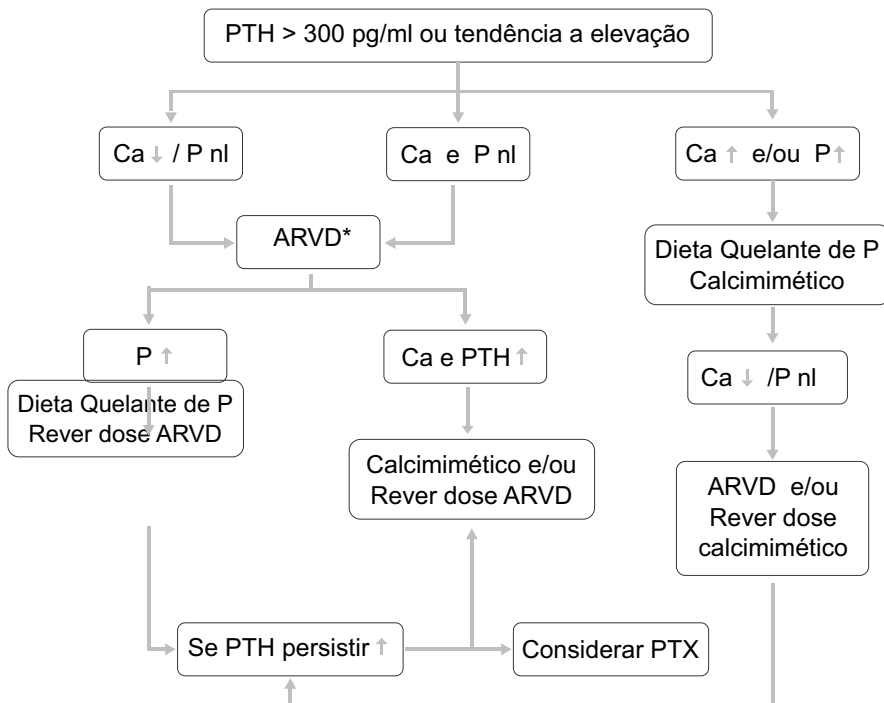 PTH > 300 pg/ml ou tendência a elevação
Ca ↓ / P nl
Ca e P nl
Ca ↑ e/ou P ↑
ARVD*
Dieta Quelante de P
Calcimimético
P ↑
Ca e PTH ↑
Ca ↓ /P nl
Dieta Quelante de P
Rever dose ARVD
Calcimimético e/ou
Rever dose ARVD
ARVD e/ou
Rever dose
calcimimético
Se PTH persistir ↑
Considerar PTX